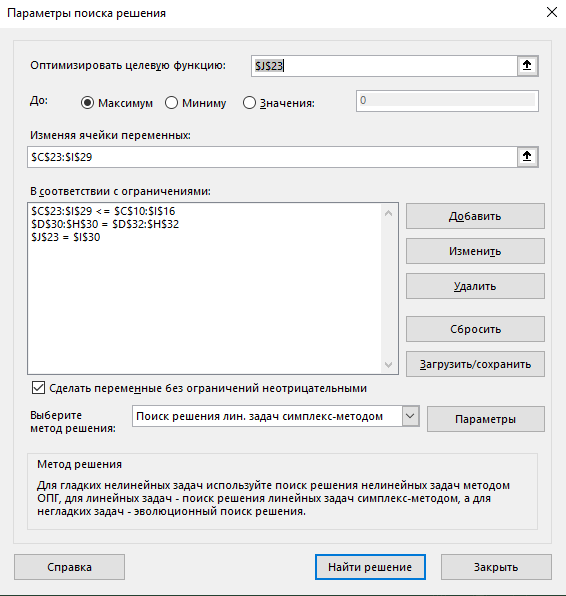 Параметры поиска решения
Оптимизировать целевую функцию: $J$23
До: Максимум Миниму Значения: 0
Изменяя ячейки переменных:
$C$23:$I$29
В соответствии с ограничениями:
$C$23:$I$29 <= $C$10:$I$16
$D$30:$H$30 = $D$32:$H$32
$J$23 = $I$30
Добавить
Изменить
Удалить
Сбросить
Загрузить/сохранить
Сделать переменные без ограничений неотрицательными
Выберите
метод решения:
Поиск решения лин. задач симплекс-методом
Параметры
Метод решения
Для гладких нелинейных задач используйте поиск решения нелинейных задач методом
ОПГ, для линейных задач - поиск решения линейных задач симплекс-методом, а для
негладких задач - эволюционный поиск решения.
Справка
Найти решение
Закрыть